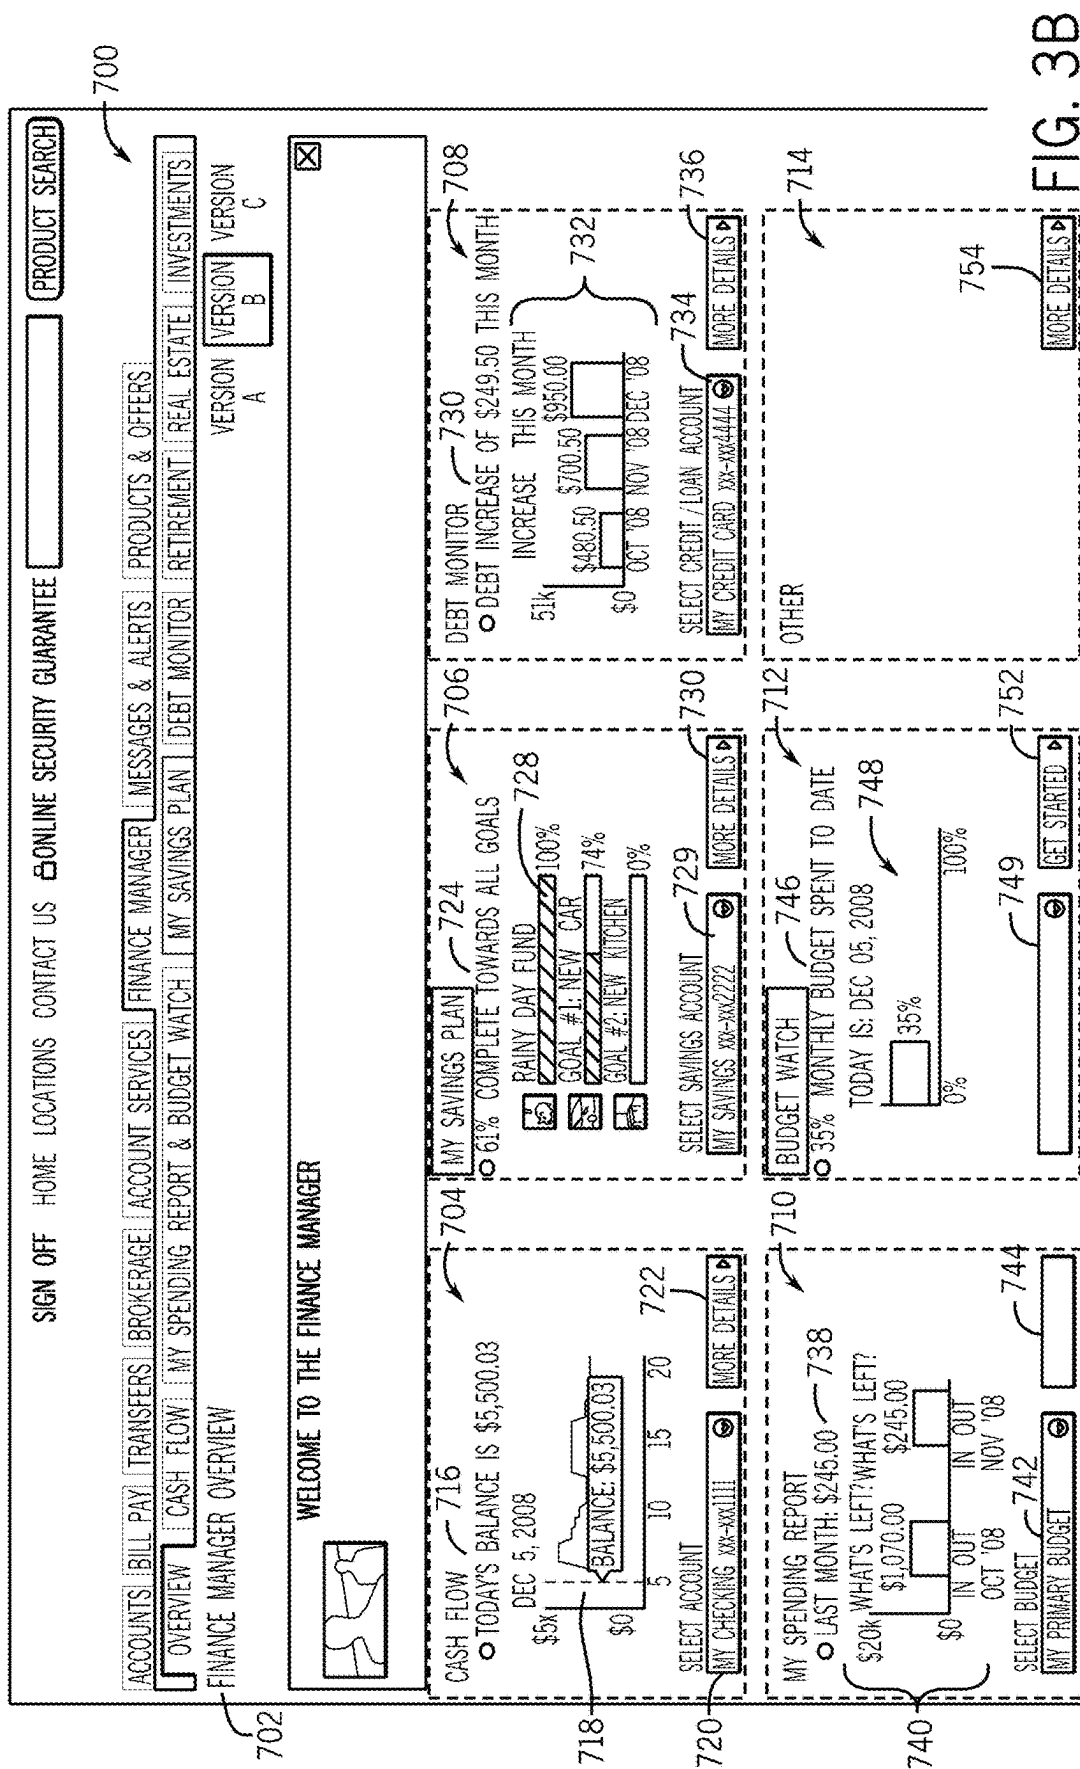 700
SIGN OFF HOME LOCATIONS CONTACT US ONLINE SECURITY GUARANTEE PRODUCT SEARCH
ACCOUNTS BILL PAY TRANSFERS BROKERAGE ACCOUNT SERVICES FINANCE MANAGER MESSAGES & ALERTS PRODUCTS & OFFERS
OVERVIEW CASH FLOW MY SPENDING REPORT & BUDGET WATCH MY SAVINGS PLAN DEBT MONITOR RETIREMENT REAL ESTATE INVESTMENTS
702
FINANCE MANAGER OVERVIEW
VERSION A
VERSION B
VERSION C
WELCOME TO THE FINANCE MANAGER
704
CASH FLOW 716
TODAY'S BALANCE IS $5,500.03
DEC 5, 2008
$5x
$0
BALANCE: $5,500.03
5 10 15 20
718
722
SELECT ACCOUNT
720
MY CHECKING xxx-xxx1111
MORE DETAILS
706
MY SAVINGS PLAN 724
61% COMPLETE TOWARDS ALL GOALS
728
RAINY DAY FUND
100%
GOAL #1: NEW CAR
74%
GOAL #2: NEW KITCHEN
0%
729
730
SELECT SAVINGS ACCOUNT
MY SAVINGS xxx-xxx2222
MORE DETAILS
708
DEBT MONITOR 730
DEBT INCREASE OF $249.50 THIS MONTH
INCREASE THIS MONTH
51k
$0
$480.50 $700.50 $950.00
OCT '08 NOV '08 DEC '08
732
734
736
SELECT CREDIT/LOAN ACCOUNT
MY CREDIT CARD xxx-xxx4444
MORE DETAILS
710
MY SPENDING REPORT
LAST MONTH: $245.00 738
WHAT'S LEFT? WHAT'S LEFT?
$20k
$1,070.00 $245.00
$0
IN OUT IN OUT
OCT '08 NOV '08
740
SELECT BUDGET 742
744
MY PRIMARY BUDGET
712
BUDGET WATCH 746
35% MONTHLY BUDGET SPENT TO DATE
TODAY IS: DEC 05, 2008
748
35%
0% 100%
749
752
GET STARTED
714
OTHER
754
MORE DETAILS
FIG. 3B